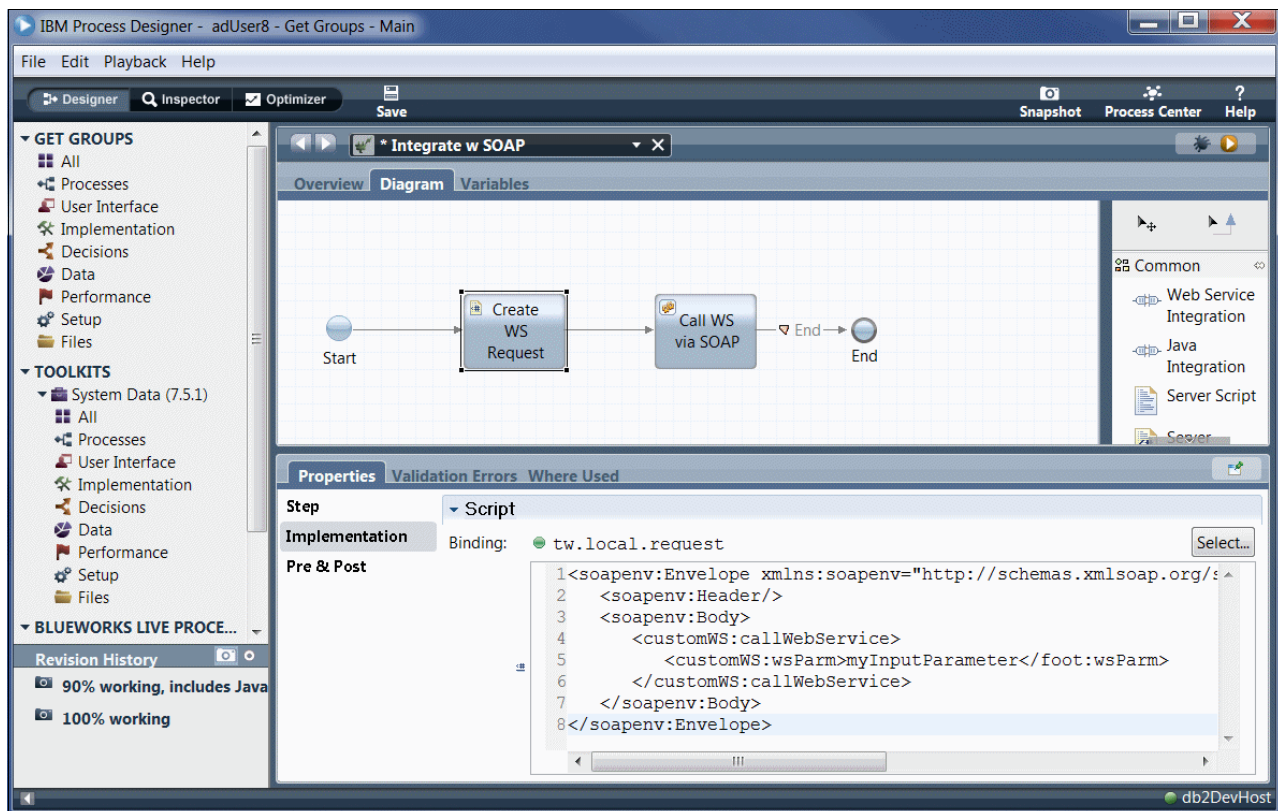 IBM Process Designer - adUser8 - Get Groups - Main
File Edit Playback Help
Designer Inspector Optimizer
Save
Snapshot Process Center Help
GET GROUPS
All
Processes
User Interface
Implementation
Decisions
Data
Performance
Setup
Files
TOOLKITS
System Data (7.5.1)
All
Processes
User Interface
Implementation
Decisions
Data
Performance
Setup
Files
BLUEWORKS LIVE PROCE...
Revision History
90% working, includes Java
100% working
* Integrate w SOAP
Overview Diagram Variables
Start
Create
WS
Request
Call WS
via SOAP
End
End
Common
Web Service
Integration
Java
Integration
Server Script
Server
Properties Validation Errors Where Used
Step
Implementation
Pre & Post
Script
Binding: tw.local.request Select...
1<soapenv:Envelope xmlns:soapenv="http://schemas.xmlsoap.org/s
2 <soapenv:Header/>
3 <soapenv:Body>
4 <customWS:callWebService>
5 <customWS:wsParm>myInputParameter</foot:wsParm>
6 </customWS:callWebService>
7 </soapenv:Body>
8</soapenv:Envelope>
db2DevHost